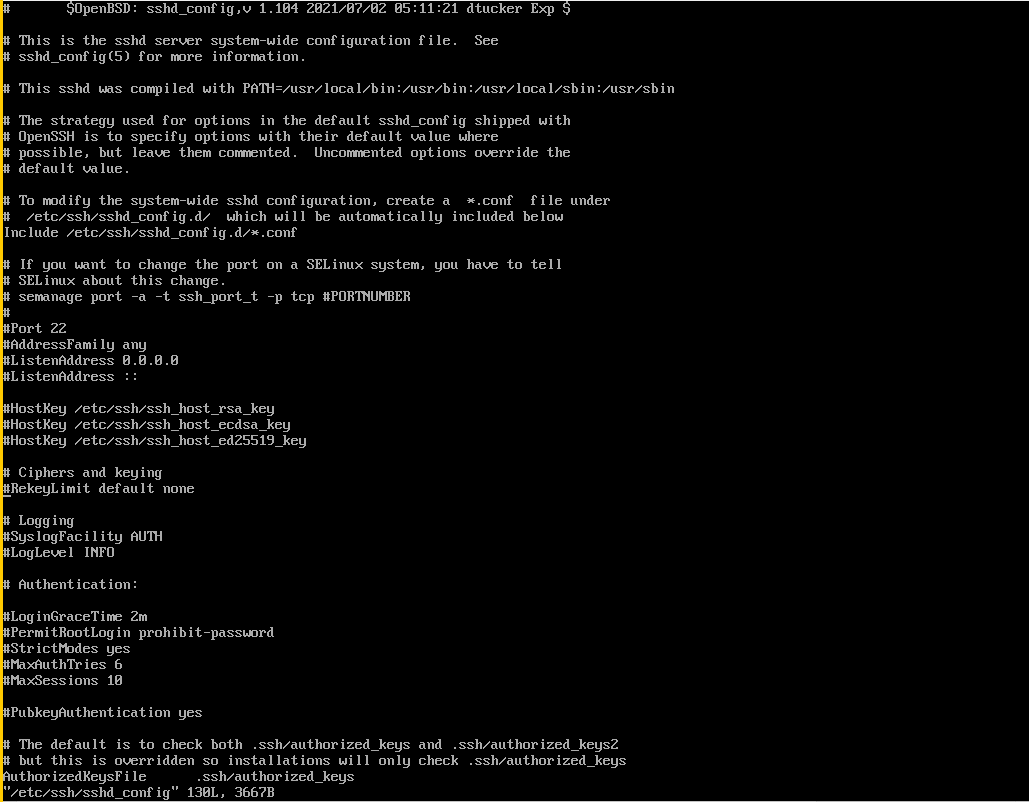 #       $OpenBSD: sshd_config,v 1.104 2021/07/02 05:11:21 dtucker Exp $

# This is the sshd server system-wide configuration file.  See
# sshd_config(5) for more information.

# This sshd was compiled with PATH=/usr/local/bin:/usr/bin:/usr/local/sbin:/usr/sbin

# The strategy used for options in the default sshd_config shipped with
# OpenSSH is to specify options with their default value where
# possible, but leave them commented.  Uncommented options override the
# default value.

# To modify the system-wide sshd configuration, create a  *.conf  file under
#  /etc/ssh/sshd_config.d/  which will be automatically included below
Include /etc/ssh/sshd_config.d/*.conf

# If you want to change the port on a SELinux system, you have to tell
# SELinux about this change.
# semanage port -a -t ssh_port_t -p tcp #PORTNUMBER
#
#Port 22
#AddressFamily any
#ListenAddress 0.0.0.0
#ListenAddress ::

#HostKey /etc/ssh/ssh_host_rsa_key
#HostKey /etc/ssh/ssh_host_ecdsa_key
#HostKey /etc/ssh/ssh_host_ed25519_key

# Ciphers and keying
#RekeyLimit default none

# Logging
#SyslogFacility AUTH
#LogLevel INFO

# Authentication:

#LoginGraceTime 2m
#PermitRootLogin prohibit-password
#StrictModes yes
#MaxAuthTries 6
#MaxSessions 10

#PubkeyAuthentication yes

# The default is to check both .ssh/authorized_keys and .ssh/authorized_keys2
# but this is overridden so installations will only check .ssh/authorized_keys
AuthorizedKeysFile      .ssh/authorized_keys
"/etc/ssh/sshd_config" 130L, 3667B